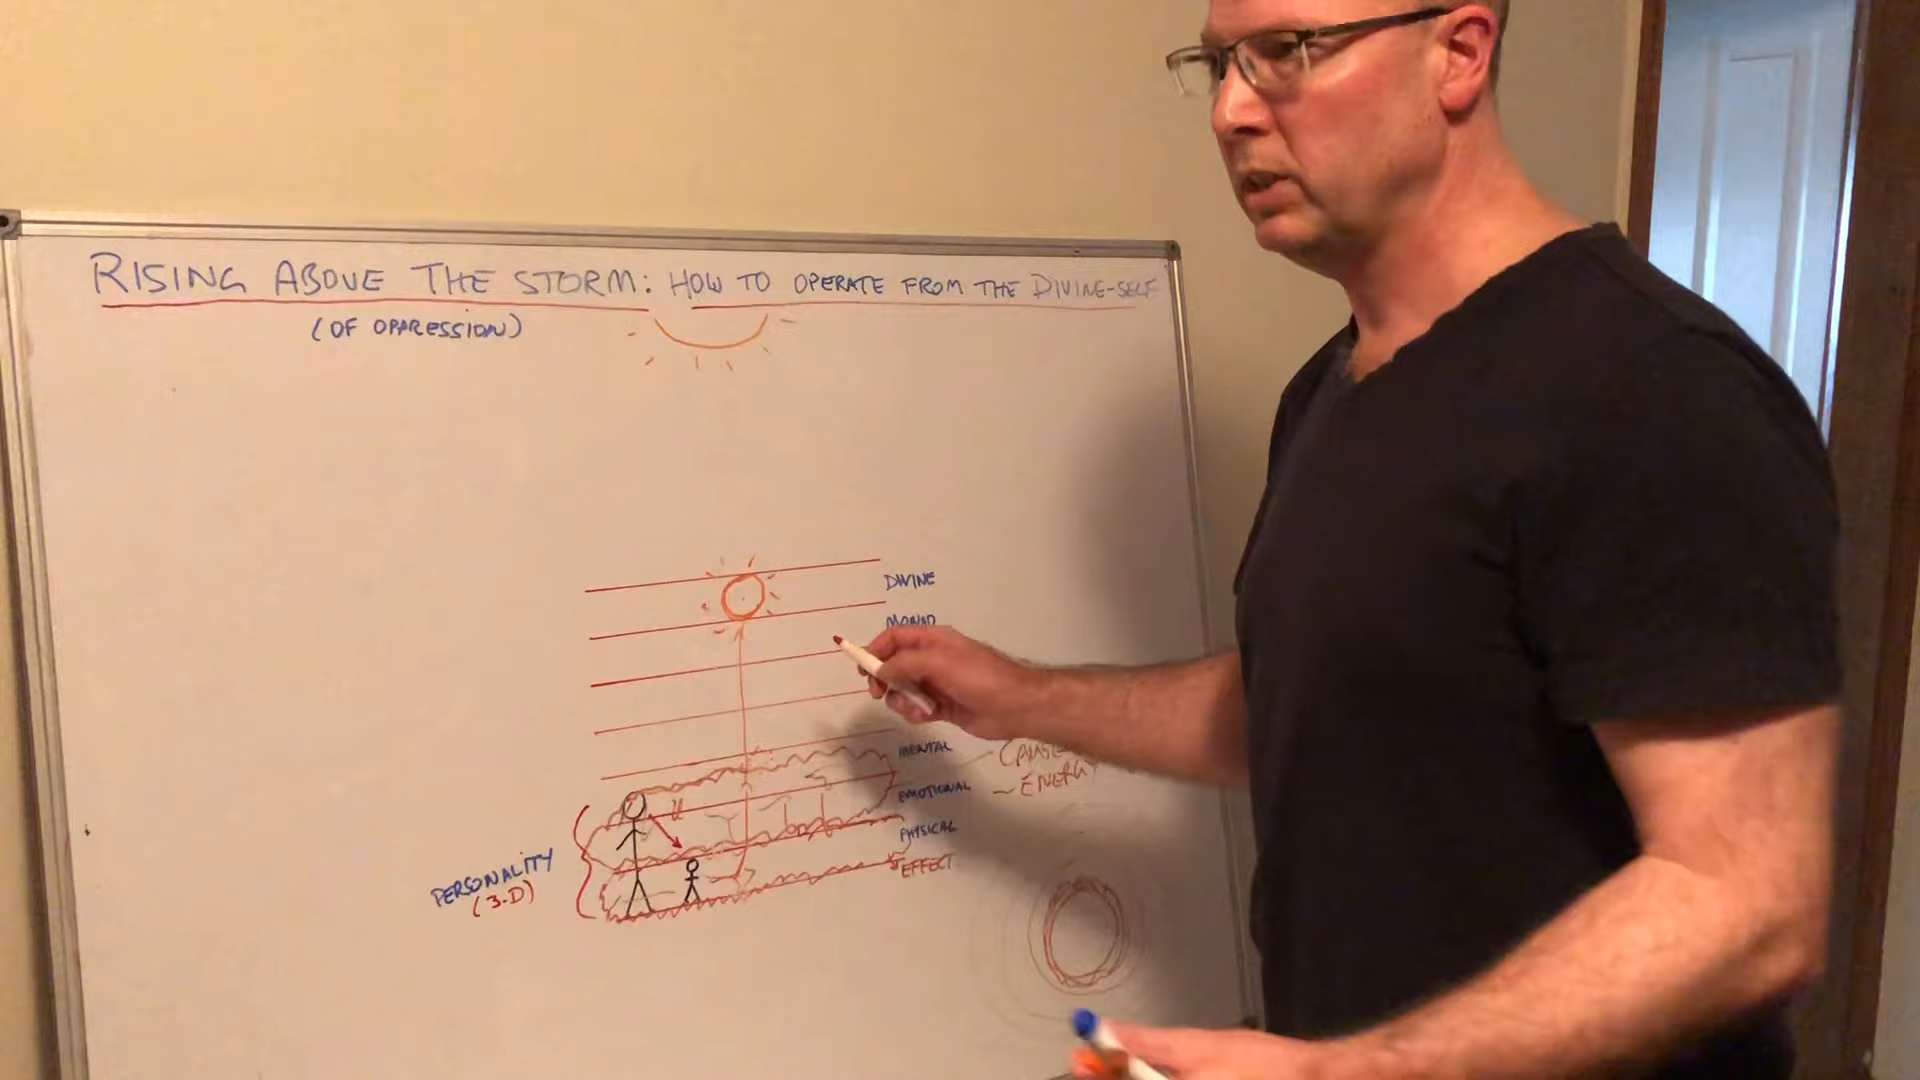 RISING ABOVE THE STORM: HOW TO OPERATE FROM THE DIVINE-SELF
(OF OPPRESSION)
DIVINE
MONAD
MENTAL
CAUSE
EMOTIONAL
ENERGY
PHYSICAL
EFFECT
PERSONALITY
(3-D)